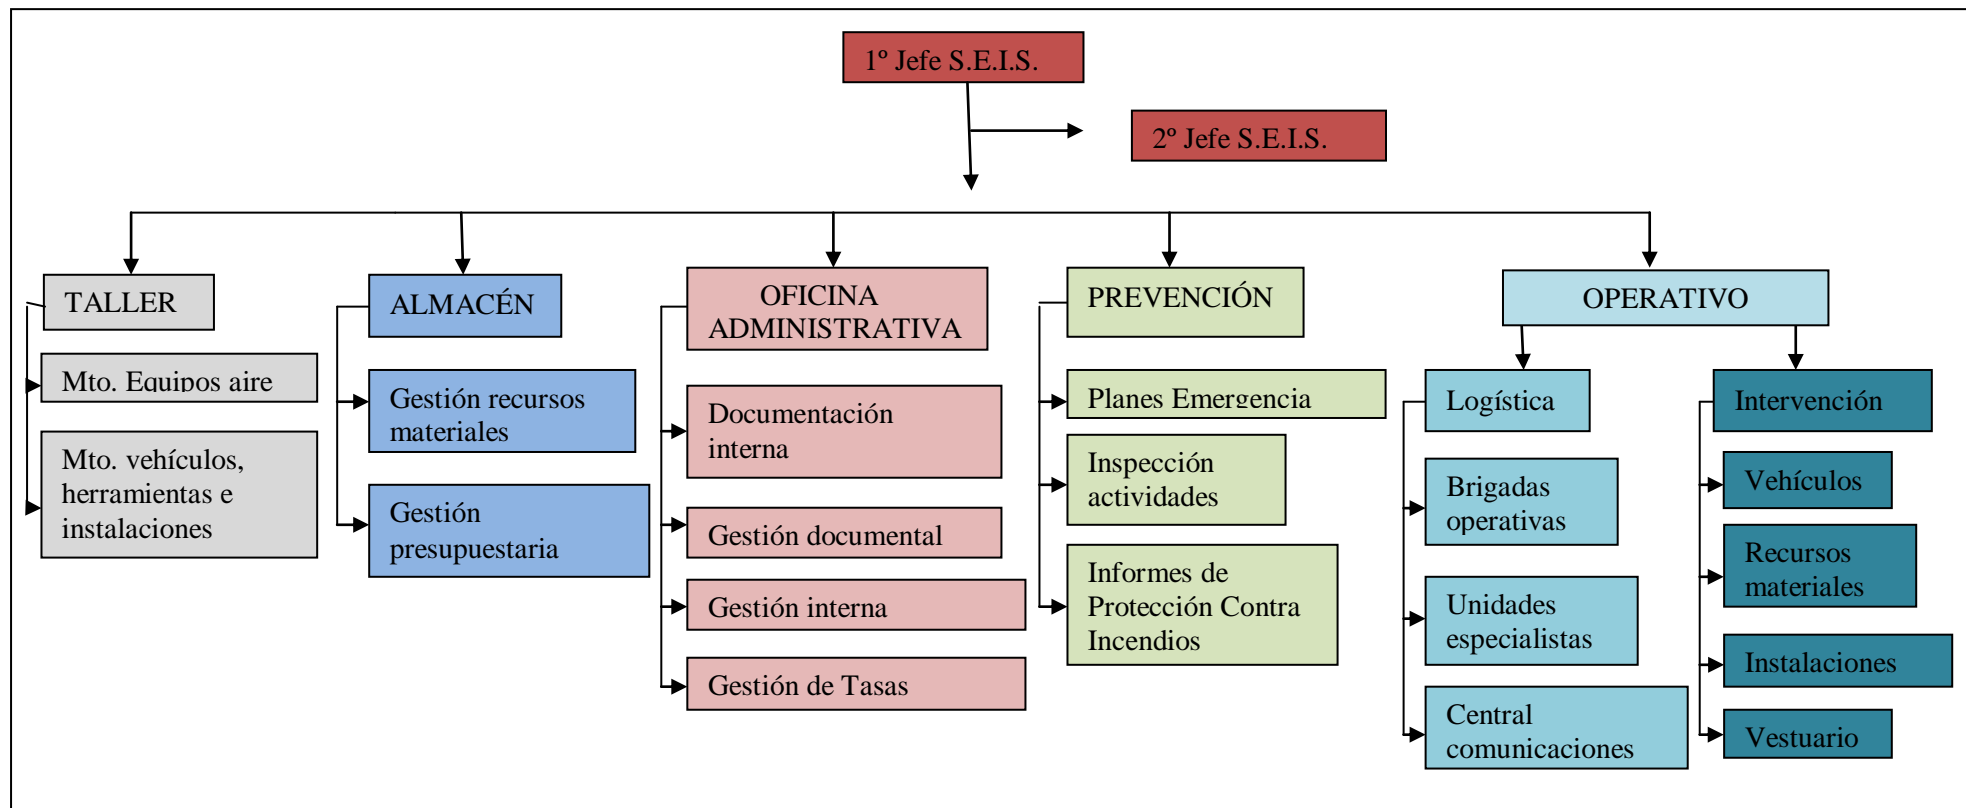 1º Jefe S.E.I.S.
2º Jefe S.E.I.S.
TALLER
Mto. Equipos aire
Mto. vehículos,
herramientas e
instalaciones
ALMACÉN
Gestión recursos
materiales
Gestión
presupuestaria
OFICINA
ADMINISTRATIVA
Documentación
interna
Gestión documental
Gestión interna
Gestión de Tasas
PREVENCIÓN
Planes Emergencia
Inspección
actividades
Informes de
Protección Contra
Incendios
OPERATIVO
Logística
Brigadas
operativas
Unidades
especialistas
Central
comunicaciones
Intervención
Vehículos
Recursos
materiales
Instalaciones
Vestuario